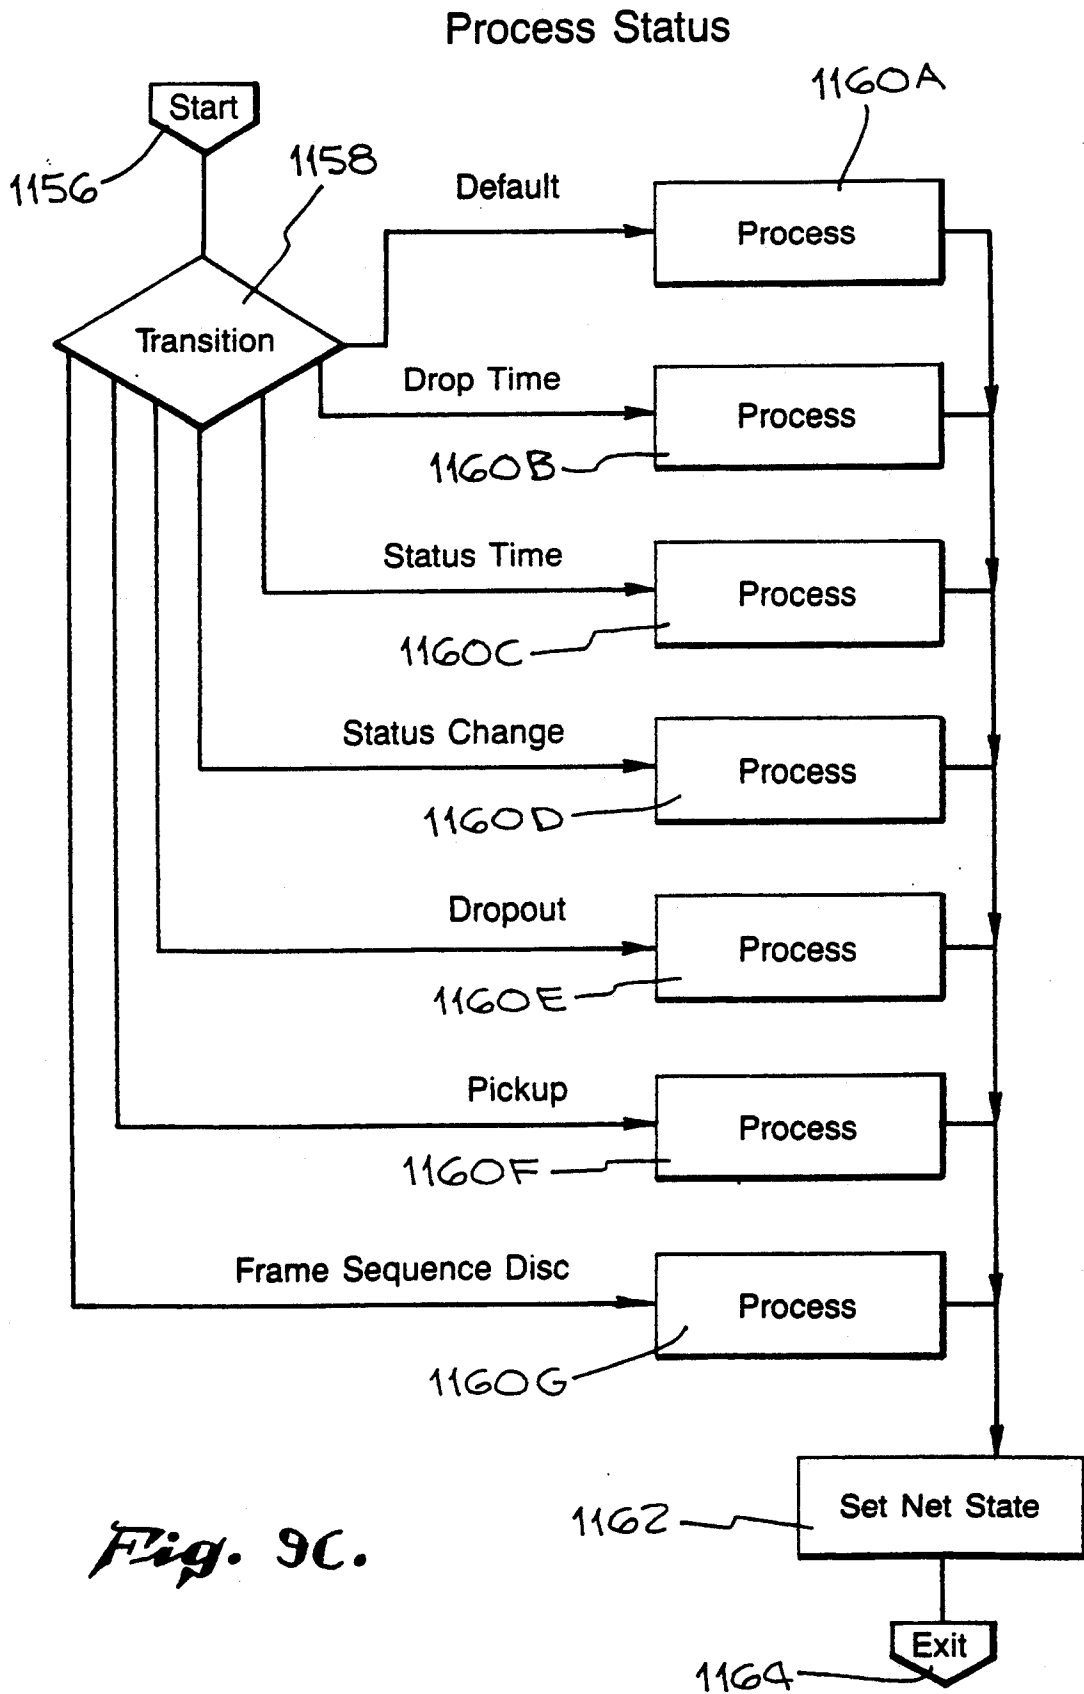 Process Status
1160A
Start
1158
1156
Default
Process
Transition
Drop Time
Process
1160B
Status Time
Process
1160C
Status Change
Process
1160D
Dropout
Process
1160E
Pickup
Process
1160F
Frame Sequence Disc
Process
1160G
Set Net State
1162
Fig. 9C.
Exit
1164